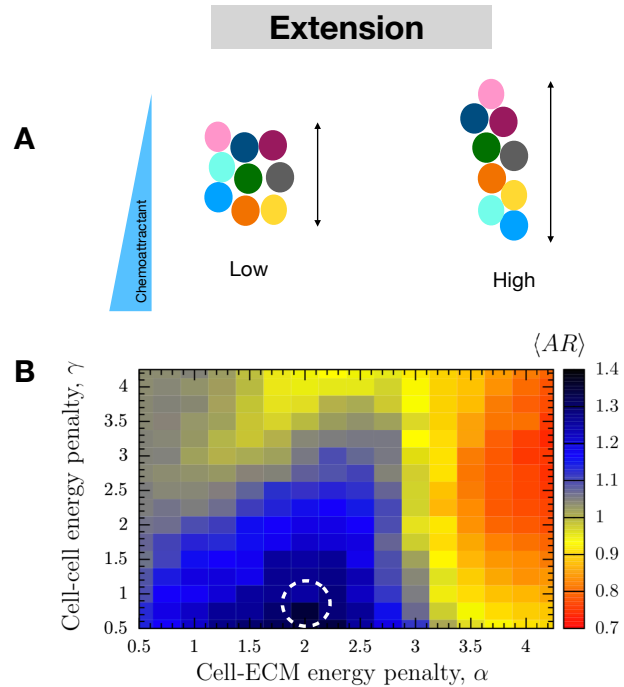 Extension
A
Chemoattractant
Low
High
B
⟨AR⟩
Cell-cell energy penalty, γ
4
3.5
3
2.5
2
1.5
1
0.5
0.5 1 1.5 2 2.5 3 3.5 4
Cell-ECM energy penalty, α
1.4
1.3
1.2
1.1
1
0.9
0.8
0.7